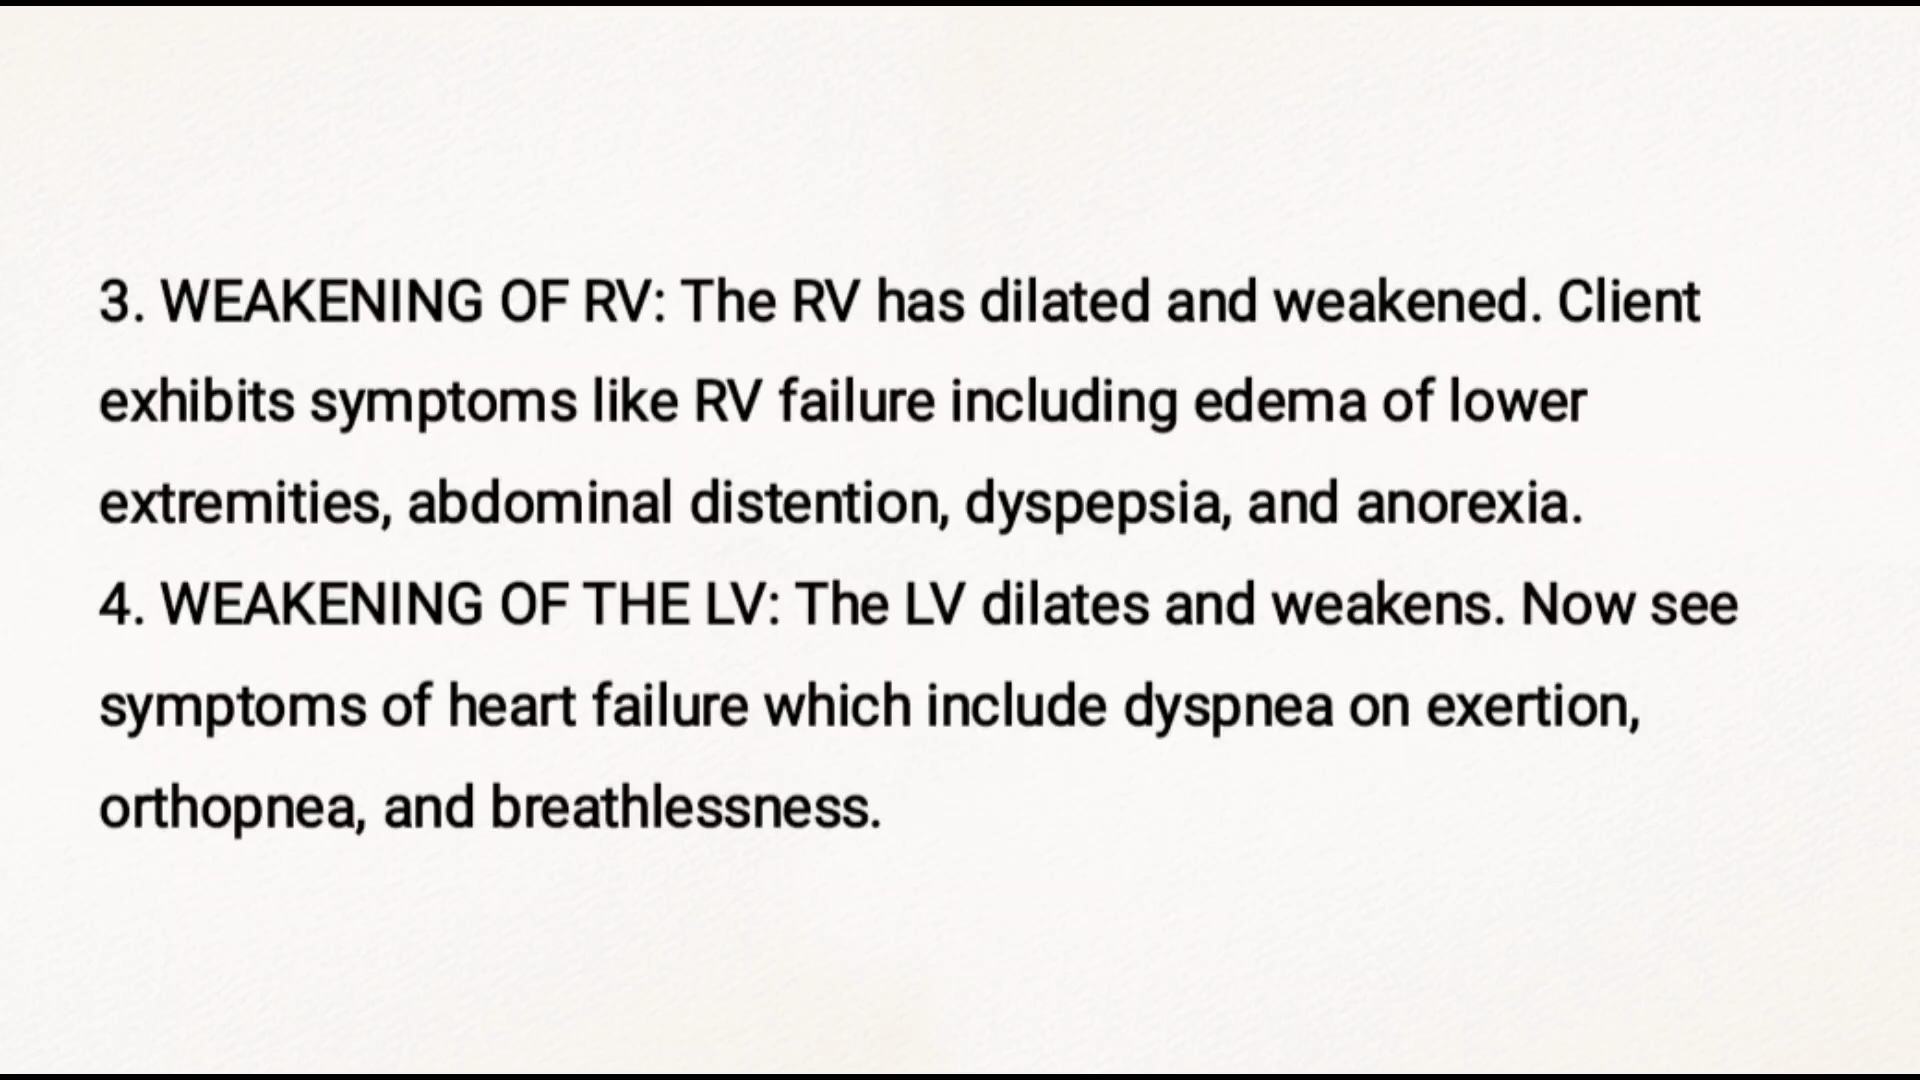 3. WEAKENING OF RV: The RV has dilated and weakened. Client
exhibits symptoms like RV failure including edema of lower
extremities, abdominal distention, dyspepsia, and anorexia.
4. WEAKENING OF THE LV: The LV dilates and weakens. Now see
symptoms of heart failure which include dyspnea on exertion,
orthopnea, and breathlessness.